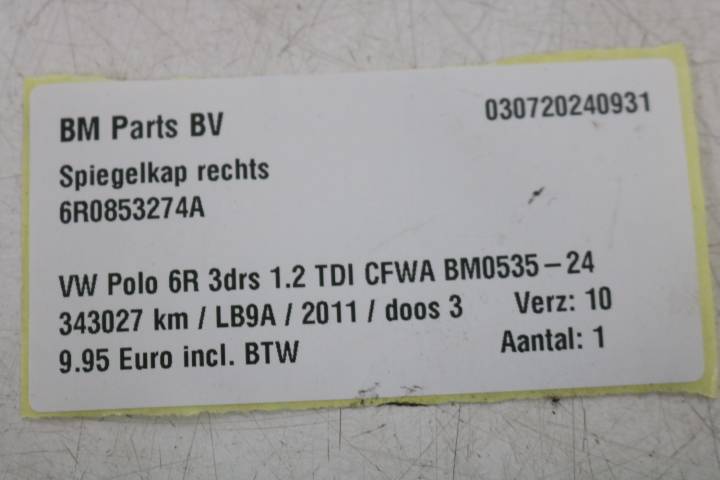 BM Parts BV 030720240931
Spiegelkap rechts
6R0853274A
VW Polo 6R 3drs 1.2 TDI CFWA BM0535-24
343027 km / LB9A / 2011 / doos 3 Verz: 10
9.95 Euro incl. BTW Aantal: 1